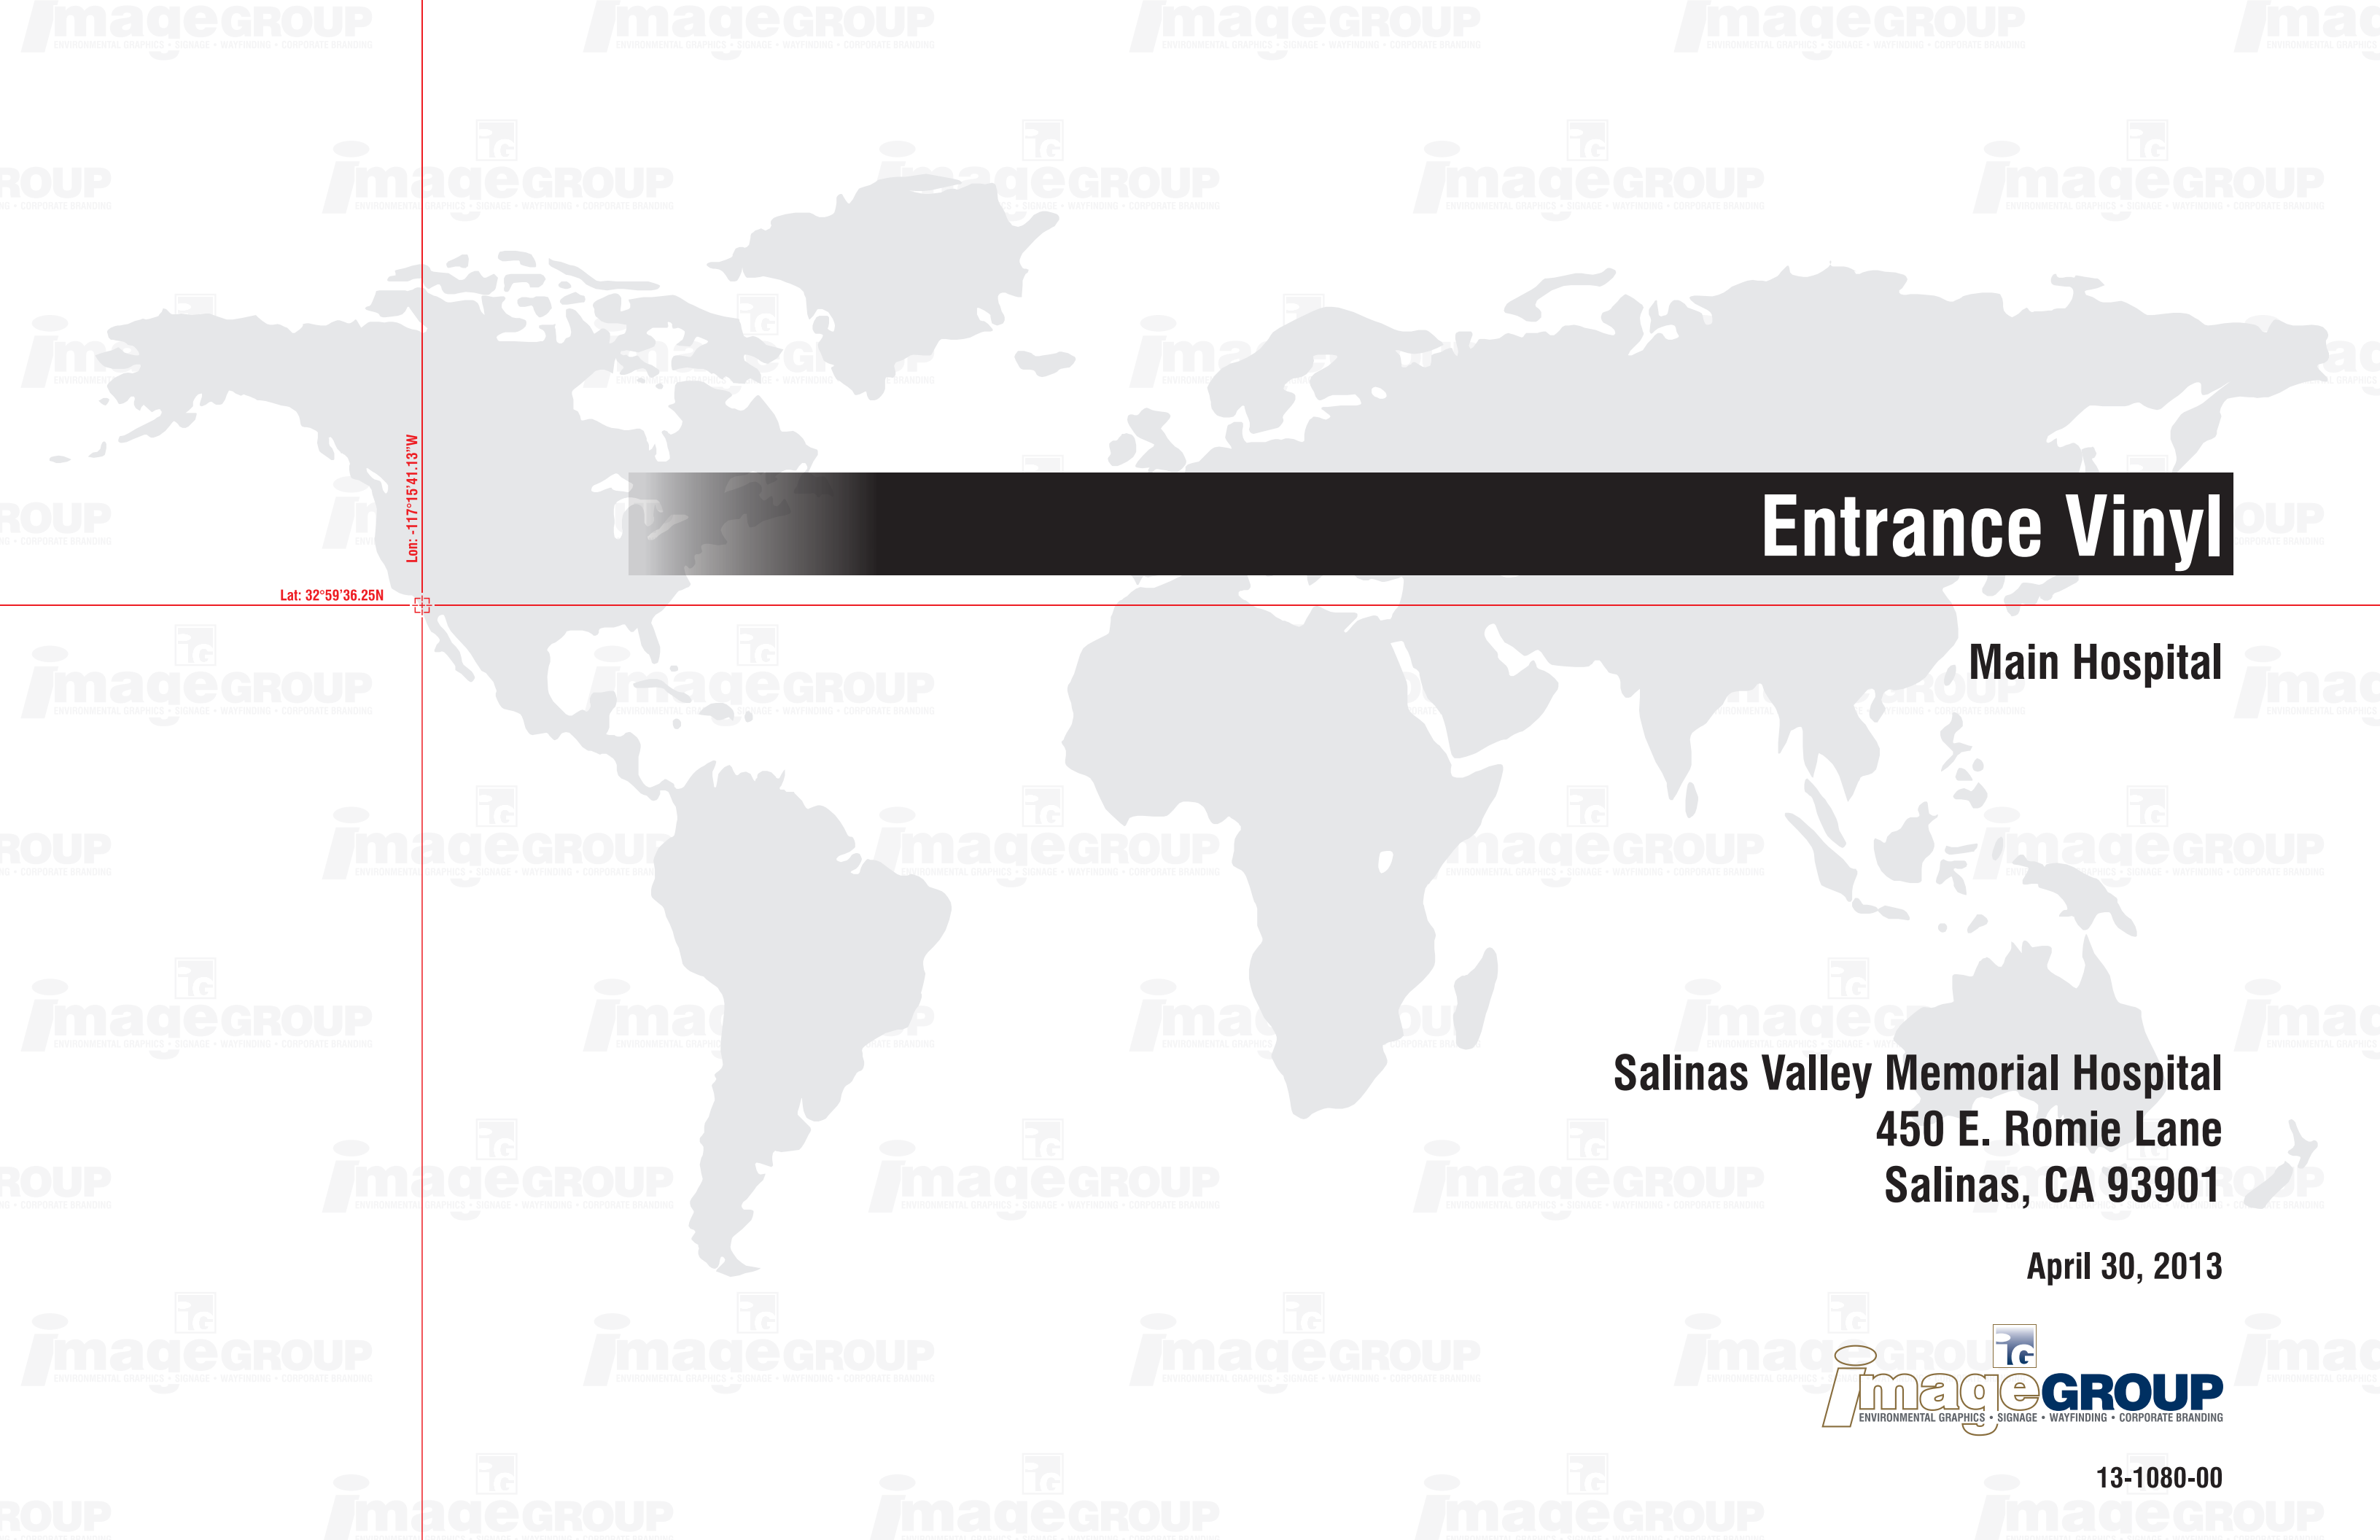 Lon: -117°15'41.13"W
Lat: 32°59'36.25N
Entrance Vinyl
Main Hospital
Salinas Valley Memorial Hospital
450 E. Romie Lane
Salinas, CA 93901
April 30, 2013
iG
imageGROUP
ENVIRONMENTAL GRAPHICS • SIGNAGE • WAYFINDING • CORPORATE BRANDING
13-1080-00